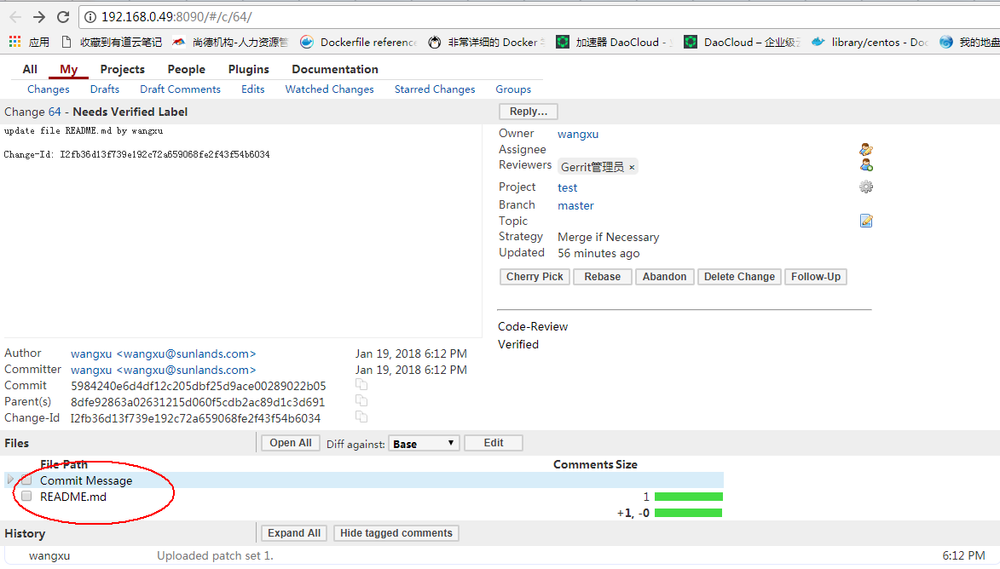 192.168.0.49:8090/#/c/64/
应用 收藏到有道云笔记 尚德机构-人力资源管 Dockerfile reference 非常详细的 Docker 加速器 DaoCloud - DaoCloud – 企业级 library/centos - Doc 我的地盘
All My Projects People Plugins Documentation
Changes Drafts Draft Comments Edits Watched Changes Starred Changes Groups
Change 64 - Needs Verified Label
Reply...
update file README.md by wangxu
Change-Id: I2fb36d13f739e192c72a659068fe2f43f54b6034
Owner wangxu
Assignee
Reviewers Gerrit管理员 ×
Project test
Branch master
Topic
Strategy Merge if Necessary
Updated 56 minutes ago
Cherry Pick Rebase Abandon Delete Change Follow-Up
Code-Review
Verified
Author wangxu <wangxu@sunlands.com> Jan 19, 2018 6:12 PM
Committer wangxu <wangxu@sunlands.com> Jan 19, 2018 6:12 PM
Commit 5984240e6d4df12c205dbf25d9ace00289022b05
Parent(s) 8dfe92863a02631215d060f5cdb2ac89d1c3d691
Change-Id I2fb36d13f739e192c72a659068fe2f43f54b6034
Files Open All Diff against: Base Edit
File Path Comments Size
Commit Message
README.md 1
+1, -0
History Expand All Hide tagged comments
wangxu Uploaded patch set 1. 6:12 PM